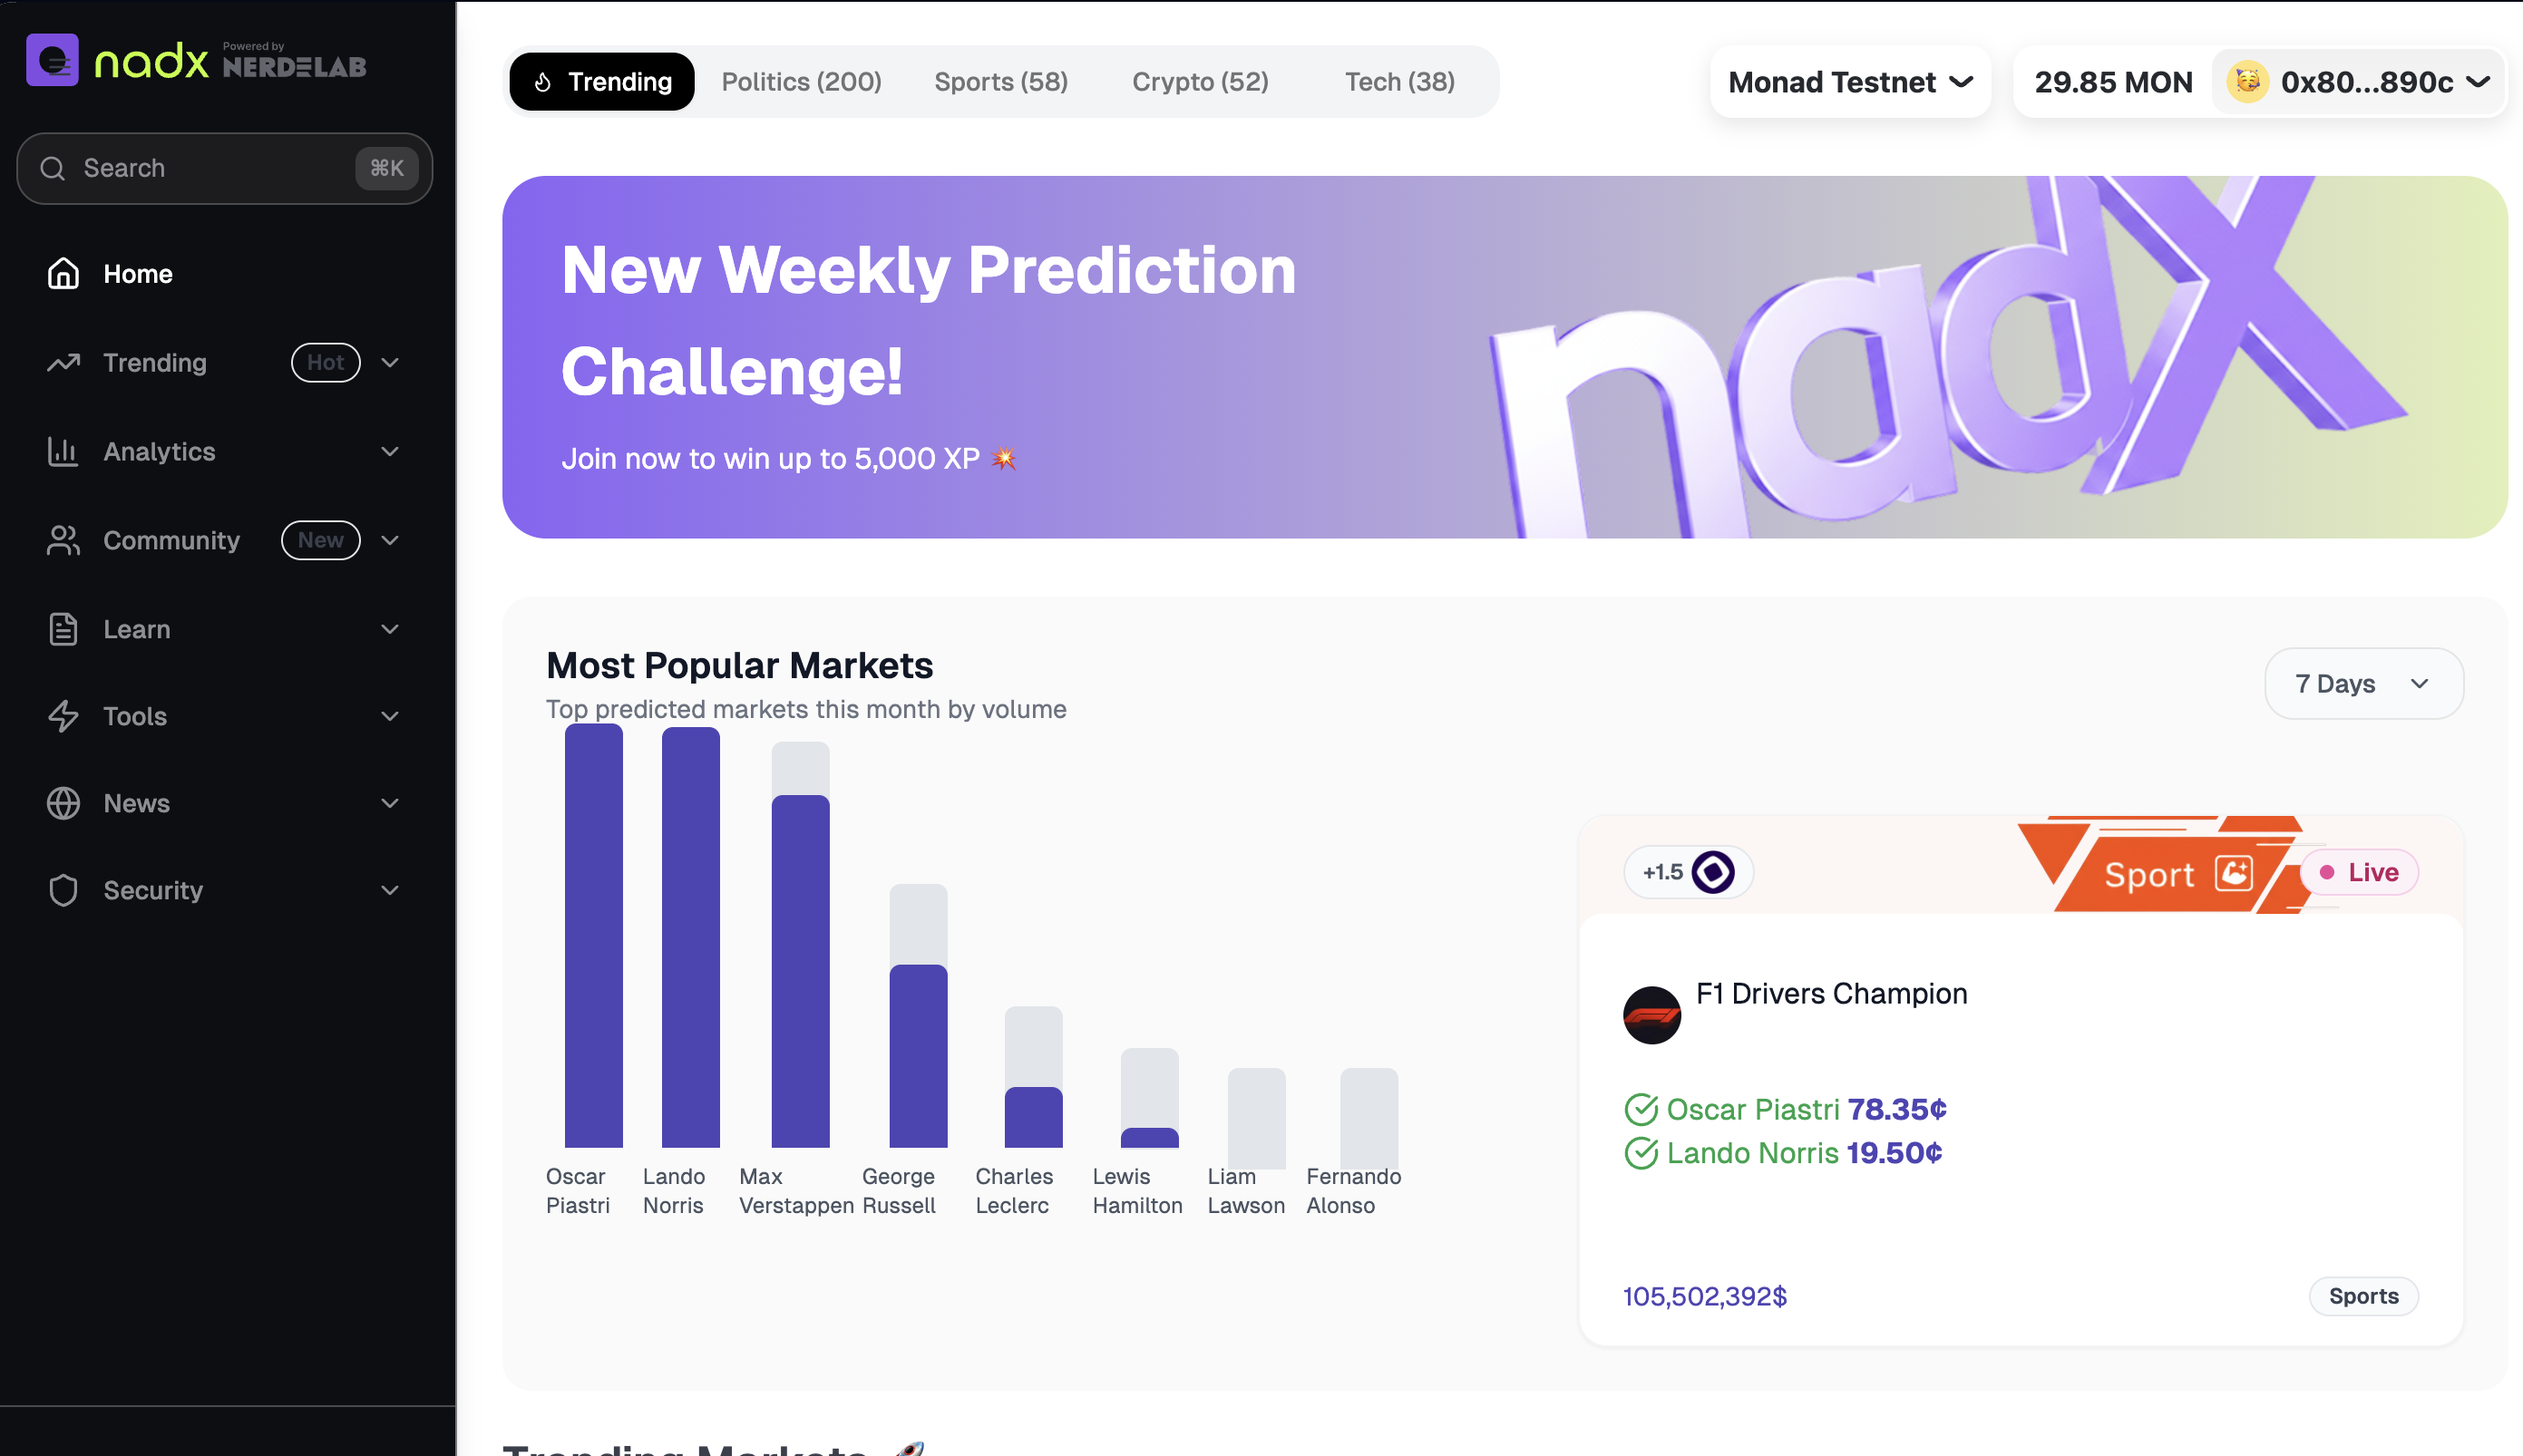 nadx
Powered by
NERDELAB
Search
⌘K
Home
Trending
Hot
Analytics
Community
New
Learn
Tools
News
Security
Trending
Politics (200)
Sports (58)
Crypto (52)
Tech (38)
Monad Testnet
29.85 MON
0x80...890c
New Weekly Prediction
Challenge!
Join now to win up to 5,000 XP 💥
nadx
Most Popular Markets
Top predicted markets this month by volume
7 Days
Oscar
Piastri
Lando
Norris
Max
Verstappen
George
Russell
Charles
Leclerc
Lewis
Hamilton
Liam
Lawson
Fernando
Alonso
+1.5
Sport
Live
F1 Drivers Champion
Oscar Piastri 78.35¢
Lando Norris 19.50¢
105,502,392$
Sports
Trending Markets 🚀